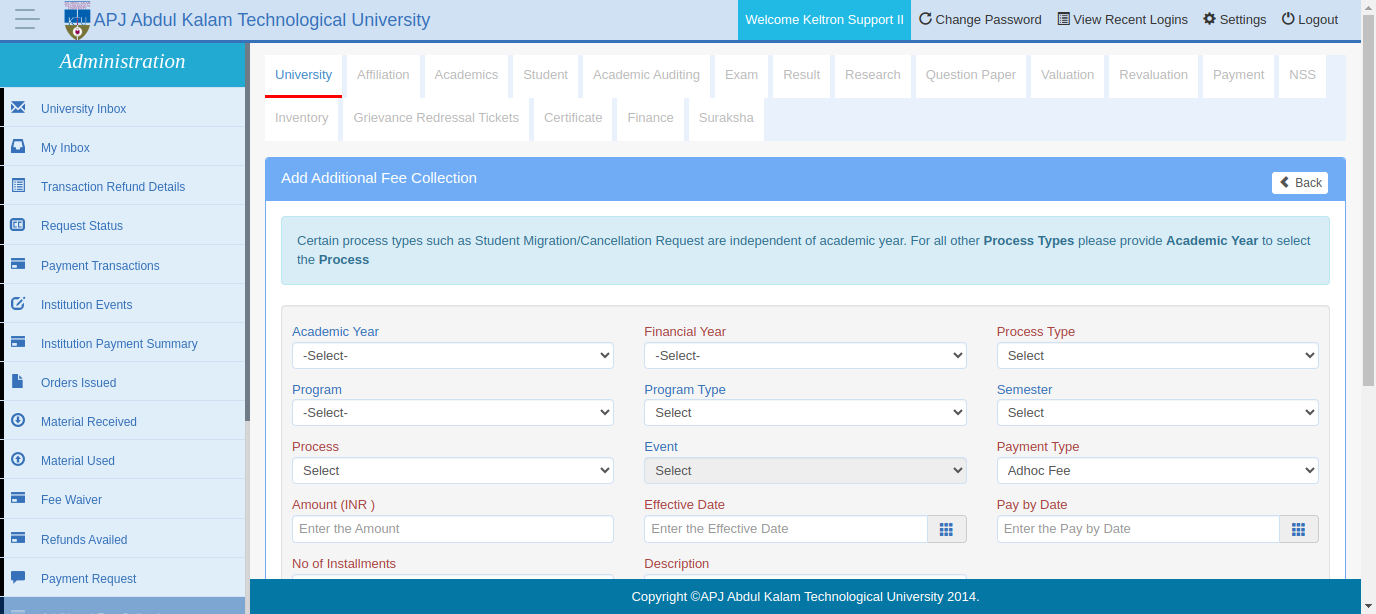 APJ Abdul Kalam Technological University
Welcome Keltron Support II
Change Password
View Recent Logins
Settings
Logout
Administration
University Inbox
My Inbox
Transaction Refund Details
Request Status
Payment Transactions
Institution Events
Institution Payment Summary
Orders Issued
Material Received
Material Used
Fee Waiver
Refunds Availed
Payment Request
University Affiliation Academics Student Academic Auditing Exam Result Research Question Paper Valuation Revaluation Payment NSS
Inventory Grievance Redressal Tickets Certificate Finance Suraksha
Add Additional Fee Collection
Back
Certain process types such as Student Migration/Cancellation Request are independent of academic year. For all other Process Types please provide Academic Year to select
the Process
Academic Year Financial Year Process Type
-Select- -Select- Select
Program Program Type Semester
-Select- Select Select
Process Event Payment Type
Select Select Adhoc Fee
Amount (INR ) Effective Date Pay by Date
Enter the Amount Enter the Effective Date Enter the Pay by Date
No of Installments Description
Copyright ©APJ Abdul Kalam Technological University 2014.